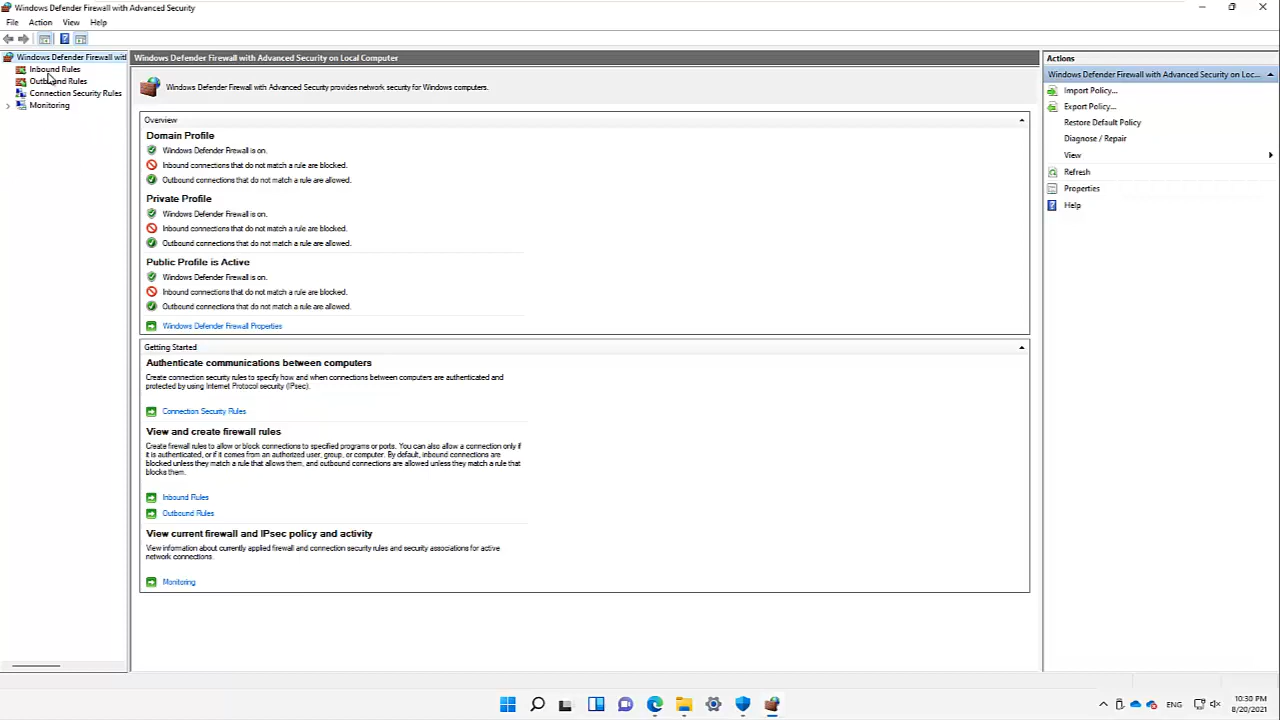 Windows Defender Firewall with Advanced Security
File Action View Help
Windows Defender Firewall witl
Inbound Rules
Outbound Rules
Connection Security Rules
Monitoring
Windows Defender Firewall with Advanced Security on Local Computer
Windows Defender Firewall with Advanced Security provides network security for Windows computers.
Overview
Domain Profile
Windows Defender Firewall is on.
Inbound connections that do not match a rule are blocked.
Outbound connections that do not match a rule are allowed.
Private Profile
Windows Defender Firewall is on.
Inbound connections that do not match a rule are blocked.
Outbound connections that do not match a rule are allowed.
Public Profile is Active
Windows Defender Firewall is on.
Inbound connections that do not match a rule are blocked.
Outbound connections that do not match a rule are allowed.
Windows Defender Firewall Properties
Getting Started
Authenticate communications between computers
Create connection security rules to specify how and when connections between computers are authenticated and
protected by using Internet Protocol security (IPsec).
Connection Security Rules
View and create firewall rules
Create firewall rules to allow or block connections to specified programs or ports. You can also allow a connection only if
it is authenticated, or if it comes from an authorized user, group, or computer. By default, inbound connections are
blocked unless they match a rule that allows them, and outbound connections are allowed unless they match a rule that
blocks them.
Inbound Rules
Outbound Rules
View current firewall and IPsec policy and activity
View information about currently applied firewall and connection security rules and security associations for active
network connections.
Monitoring
Actions
Windows Defender Firewall with Advanced Security on Loc...
Import Policy...
Export Policy...
Restore Default Policy
Diagnose / Repair
View
Refresh
Properties
Help
ENG
10:30 PM
8/20/2021